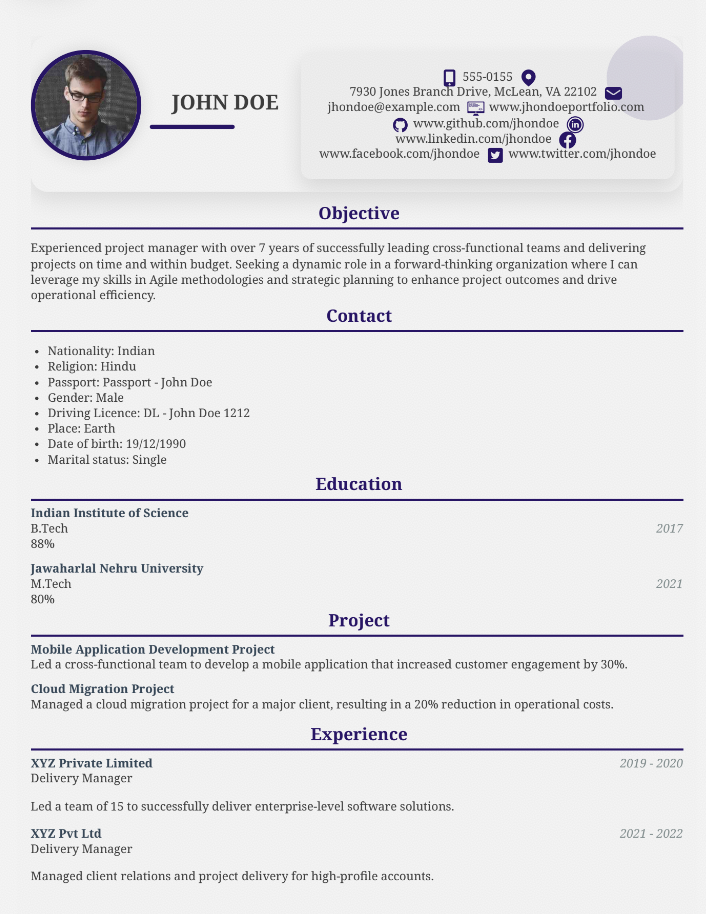 JOHN DOE
555-0155
7930 Jones Branch Drive, McLean, VA 22102
jhondoe@example.com www.jhondoeportfolio.com
www.github.com/jhondoe
www.linkedin.com/jhondoe
www.facebook.com/jhondoe www.twitter.com/jhondoe
Objective
Experienced project manager with over 7 years of successfully leading cross-functional teams and delivering
projects on time and within budget. Seeking a dynamic role in a forward-thinking organization where I can
leverage my skills in Agile methodologies and strategic planning to enhance project outcomes and drive
operational efficiency.
Contact
• Nationality: Indian
• Religion: Hindu
• Passport: Passport - John Doe
• Gender: Male
• Driving Licence: DL - John Doe 1212
• Place: Earth
• Date of birth: 19/12/1990
• Marital status: Single
Education
Indian Institute of Science
B.Tech 2017
88%
Jawaharlal Nehru University
M.Tech 2021
80%
Project
Mobile Application Development Project
Led a cross-functional team to develop a mobile application that increased customer engagement by 30%.
Cloud Migration Project
Managed a cloud migration project for a major client, resulting in a 20% reduction in operational costs.
Experience
XYZ Private Limited 2019 - 2020
Delivery Manager
Led a team of 15 to successfully deliver enterprise-level software solutions.
XYZ Pvt Ltd 2021 - 2022
Delivery Manager
Managed client relations and project delivery for high-profile accounts.